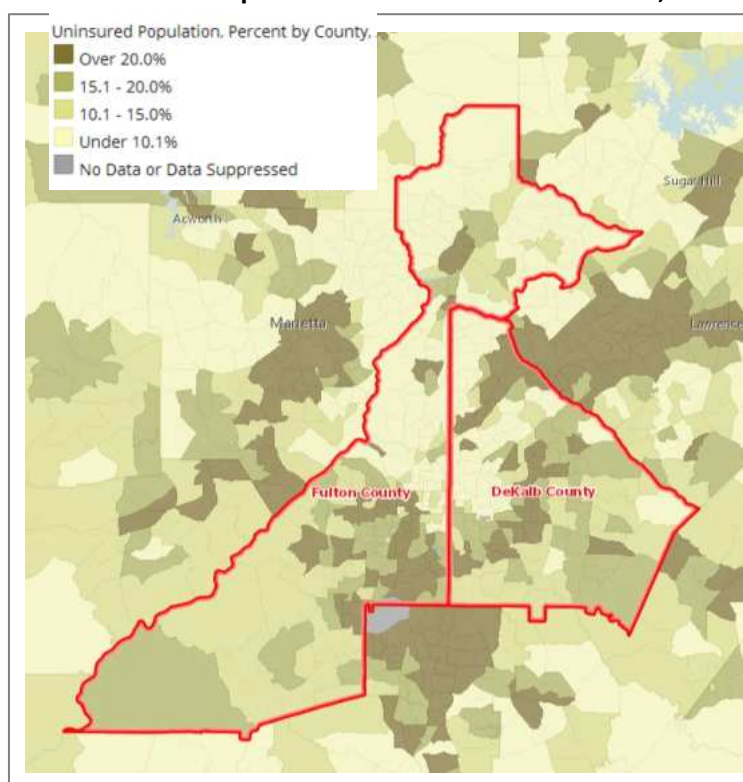 Uninsured Population, Percent by County,
Over 20.0%
15.1 - 20.0%
10.1 - 15.0%
Under 10.1%
No Data or Data Suppressed
Sugar Hill
Acworth
Marietta
Lawrence
Fulton County
DeKalb County